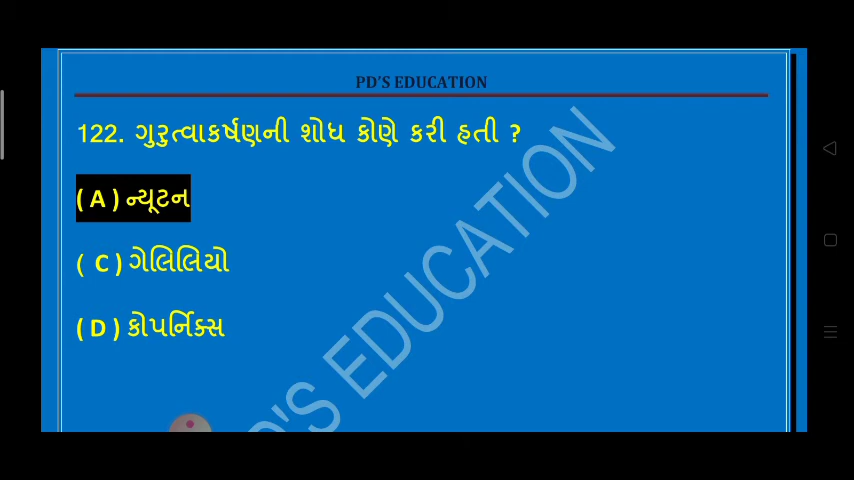 PD'S EDUCATION
122. ગુરુત્વાકર્ષણની શોધ કોણે કરી હતી ?
( A ) ન્યૂટન
( C ) ગેલિલિયો
( D ) કોપર્નિક્સ
PD'S EDUCATION